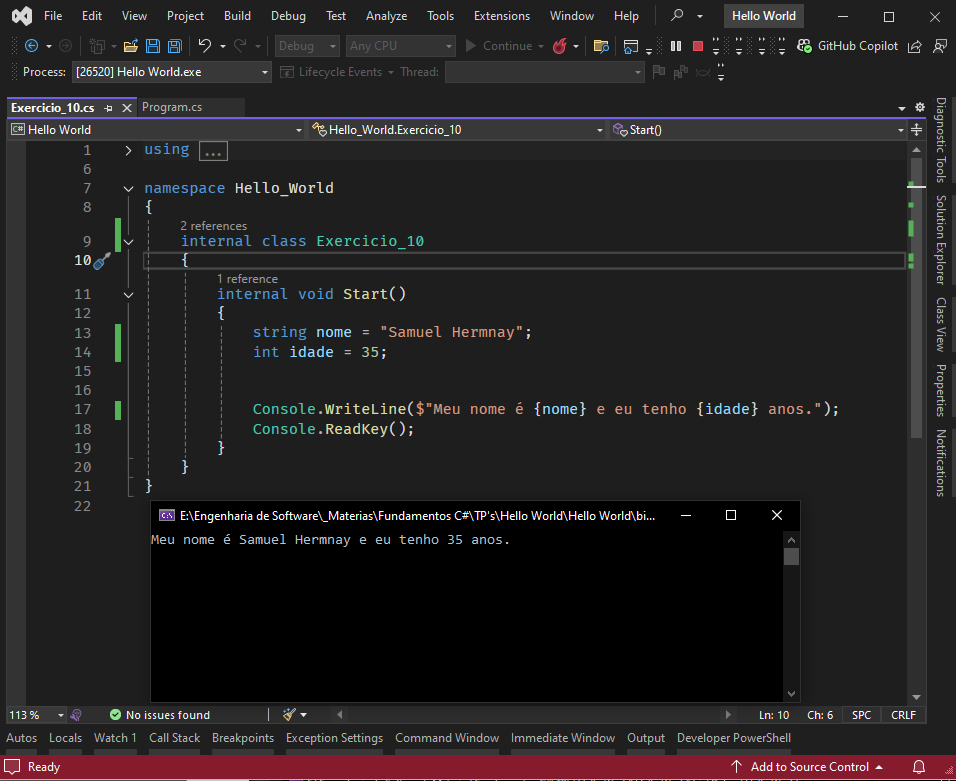 File Edit View Project Build Debug Test Analyze Tools Extensions Window Help Hello World
Debug Any CPU Continue GitHub Copilot
Process: [26520] Hello World.exe Lifecycle Events Thread:
Exercicio_10.cs Program.cs
C# Hello World Hello_World.Exercicio_10 Start()
1 using ...
6
7 namespace Hello_World
8 {
2 references
9 internal class Exercicio_10
10 {
1 reference
11 internal void Start()
12 {
13 string nome = "Samuel Hermnay";
14 int idade = 35;
15
16
17 Console.WriteLine($"Meu nome é {nome} e eu tenho {idade} anos.");
18 Console.ReadKey();
19 }
20 }
21 }
22
E:\Engenharia de Software\_Materias\Fundamentos C#\TP's\Hello World\Hello World\bi...
Meu nome é Samuel Hermnay e eu tenho 35 anos.
Diagnostic Tools
Solution Explorer
Class View
Properties
Notifications
113 % No issues found Ln: 10 Ch: 6 SPC CRLF
Autos Locals Watch 1 Call Stack Breakpoints Exception Settings Command Window Immediate Window Output Developer PowerShell
Ready Add to Source Control